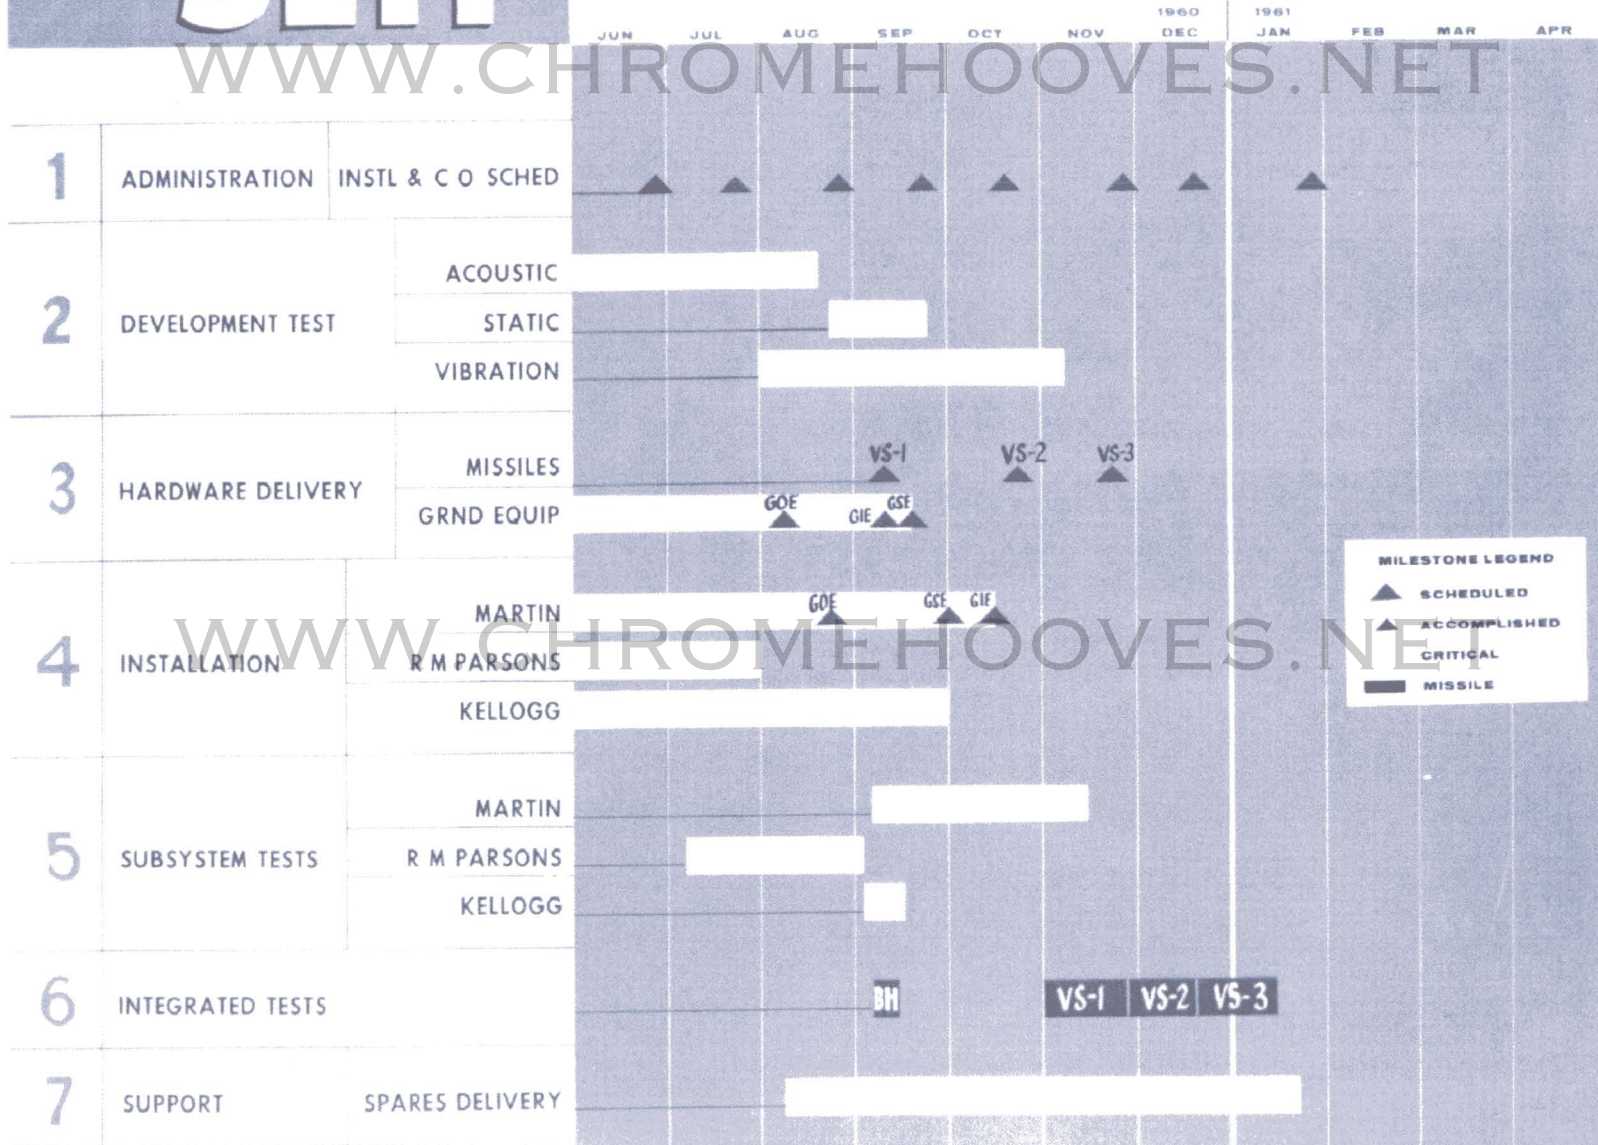 1960 1961
JUN JUL AUG SEP OCT NOV DEC JAN FEB MAR APR
WWW.CHROMEHOOVES.NET
1 ADMINISTRATION INSTL & C O SCHED
ACOUSTIC
2 DEVELOPMENT TEST STATIC
VIBRATION
VS-1 VS-2 VS-3
MISSILES
3 HARDWARE DELIVERY
GRND EQUIP GOE GIE GSE
MILESTONE LEGEND
SCHEDULED
ACCOMPLISHED
CRITICAL
MISSILE
MARTIN GOE GSE GIE
WWW.CHROMEHOOVES.NET
4 INSTALLATION R M PARSONS
KELLOGG
MARTIN
5 SUBSYSTEM TESTS R M PARSONS
KELLOGG
6 INTEGRATED TESTS BH VS-1 VS-2 VS-3
7 SUPPORT SPARES DELIVERY